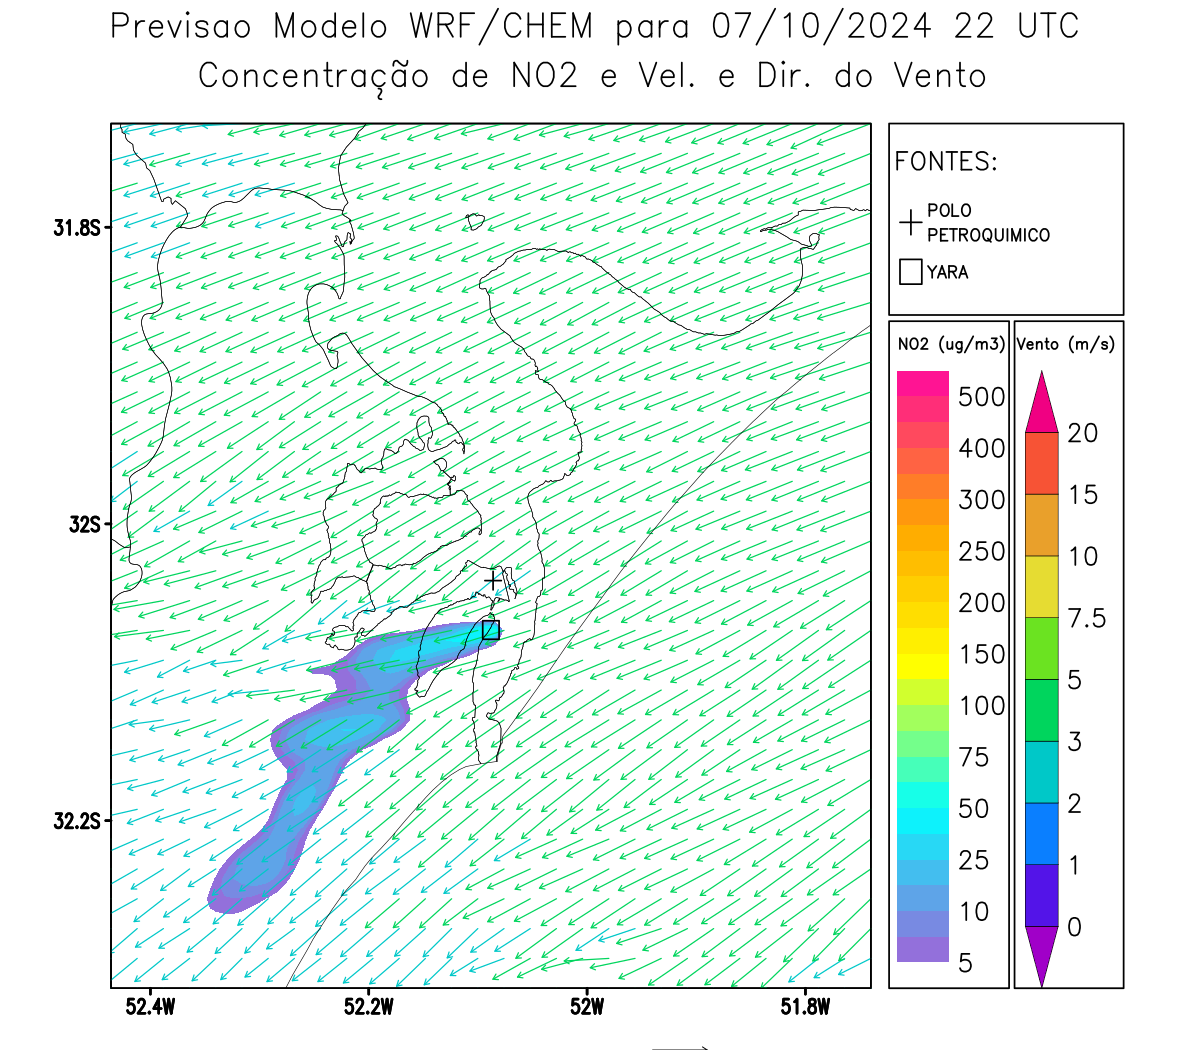 Previsao Modelo WRF/CHEM para 07/10/2024 22 UTC
Concentração de NO2 e Vel. e Dir. do Vento
31.8S
32S
32.2S
52.4W
52.2W
52W
51.8W
FONTES:
POLO
PETROQUIMICO
YARA
NO2 (ug/m3)
500
400
300
250
200
150
100
75
50
25
10
5
Vento (m/s)
20
15
10
7.5
5
3
2
1
0